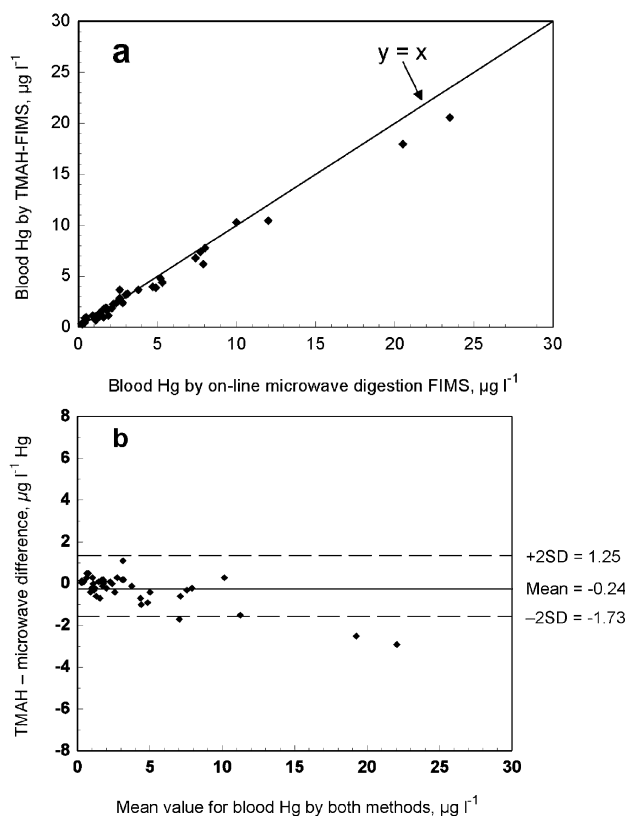 a
y = x
30
25
20
15
10
5
0
0 5 10 15 20 25 30
Blood Hg by TMAH-FIMS, µg l⁻¹
Blood Hg by on-line microwave digestion FIMS, µg l⁻¹
b
8
6
4
2
0
-2
-4
-6
-8
0 5 10 15 20 25 30
TMAH – microwave difference, µg l⁻¹ Hg
+2SD = 1.25
Mean = -0.24
–2SD = -1.73
Mean value for blood Hg by both methods, µg l⁻¹